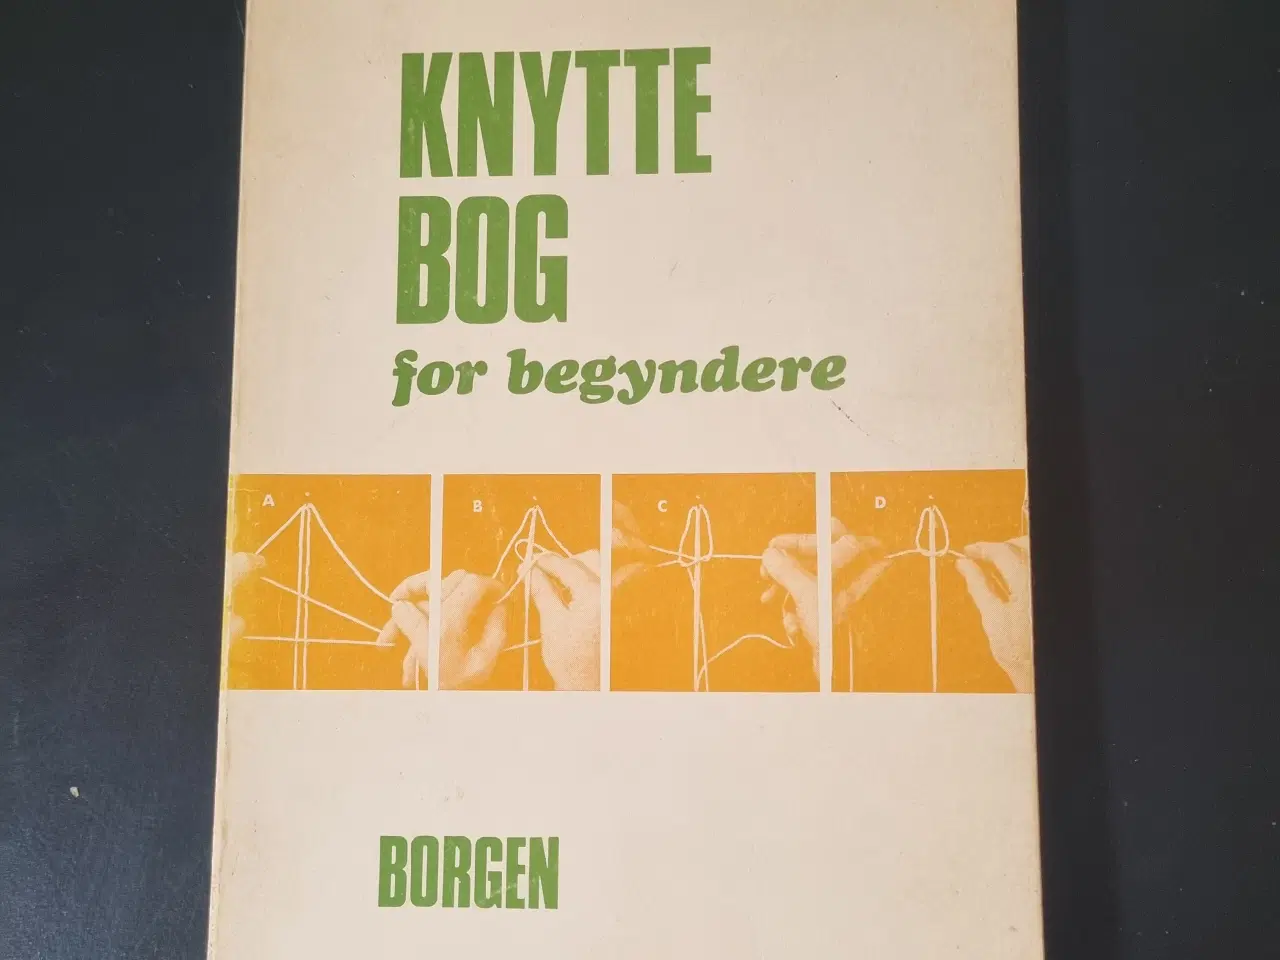 KNYTTE
BOG
for begyndere
A B C D
BORGEN